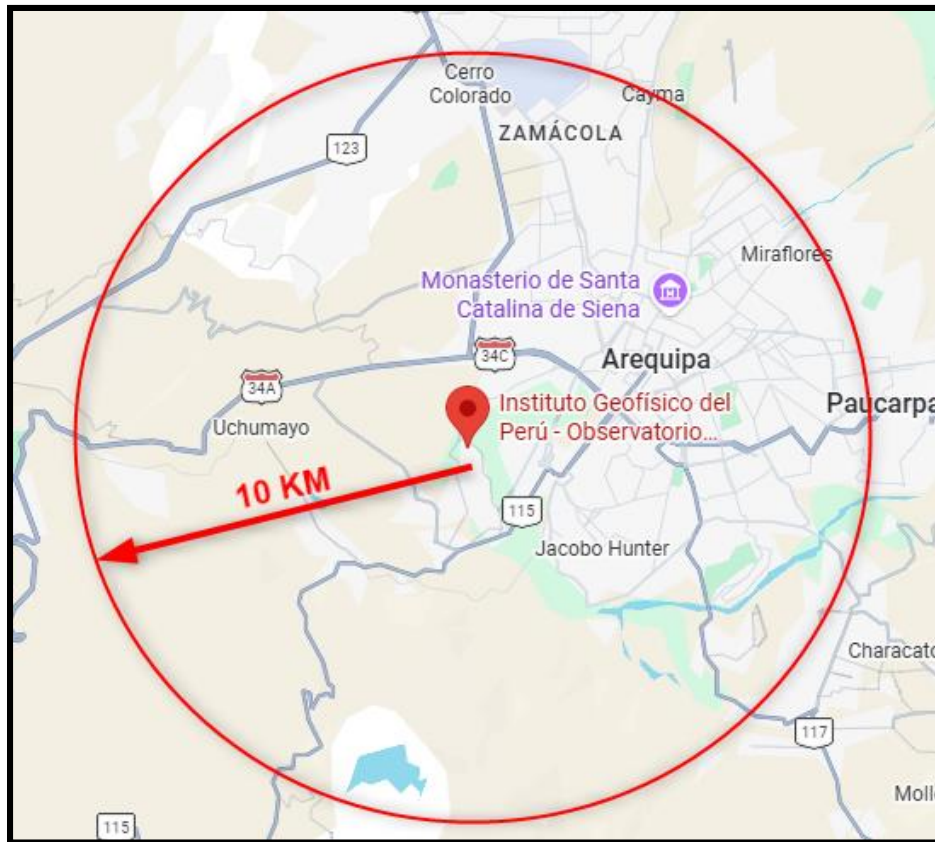 Cerro
Colorado
Cayma
ZAMÁCOLA
123
Miraflores
Monasterio de Santa
Catalina de Siena
34C
Arequipa
34A
Instituto Geofísico del
Perú - Observatorio...
Paucarpa
Uchumayo
10 KM
115
Jacobo Hunter
Characato
117
Moll
115